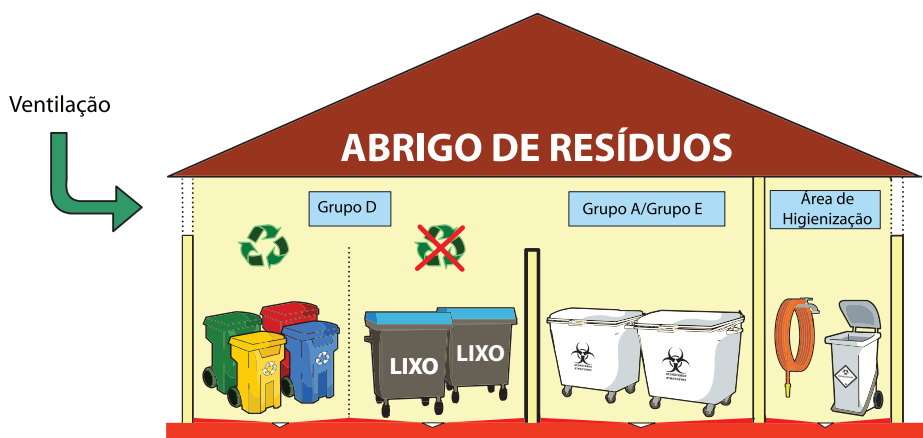 Ventilação
ABRIGO DE RESÍDUOS
Grupo D
Grupo A/Grupo E
Área de
Higienização
LIXO
LIXO